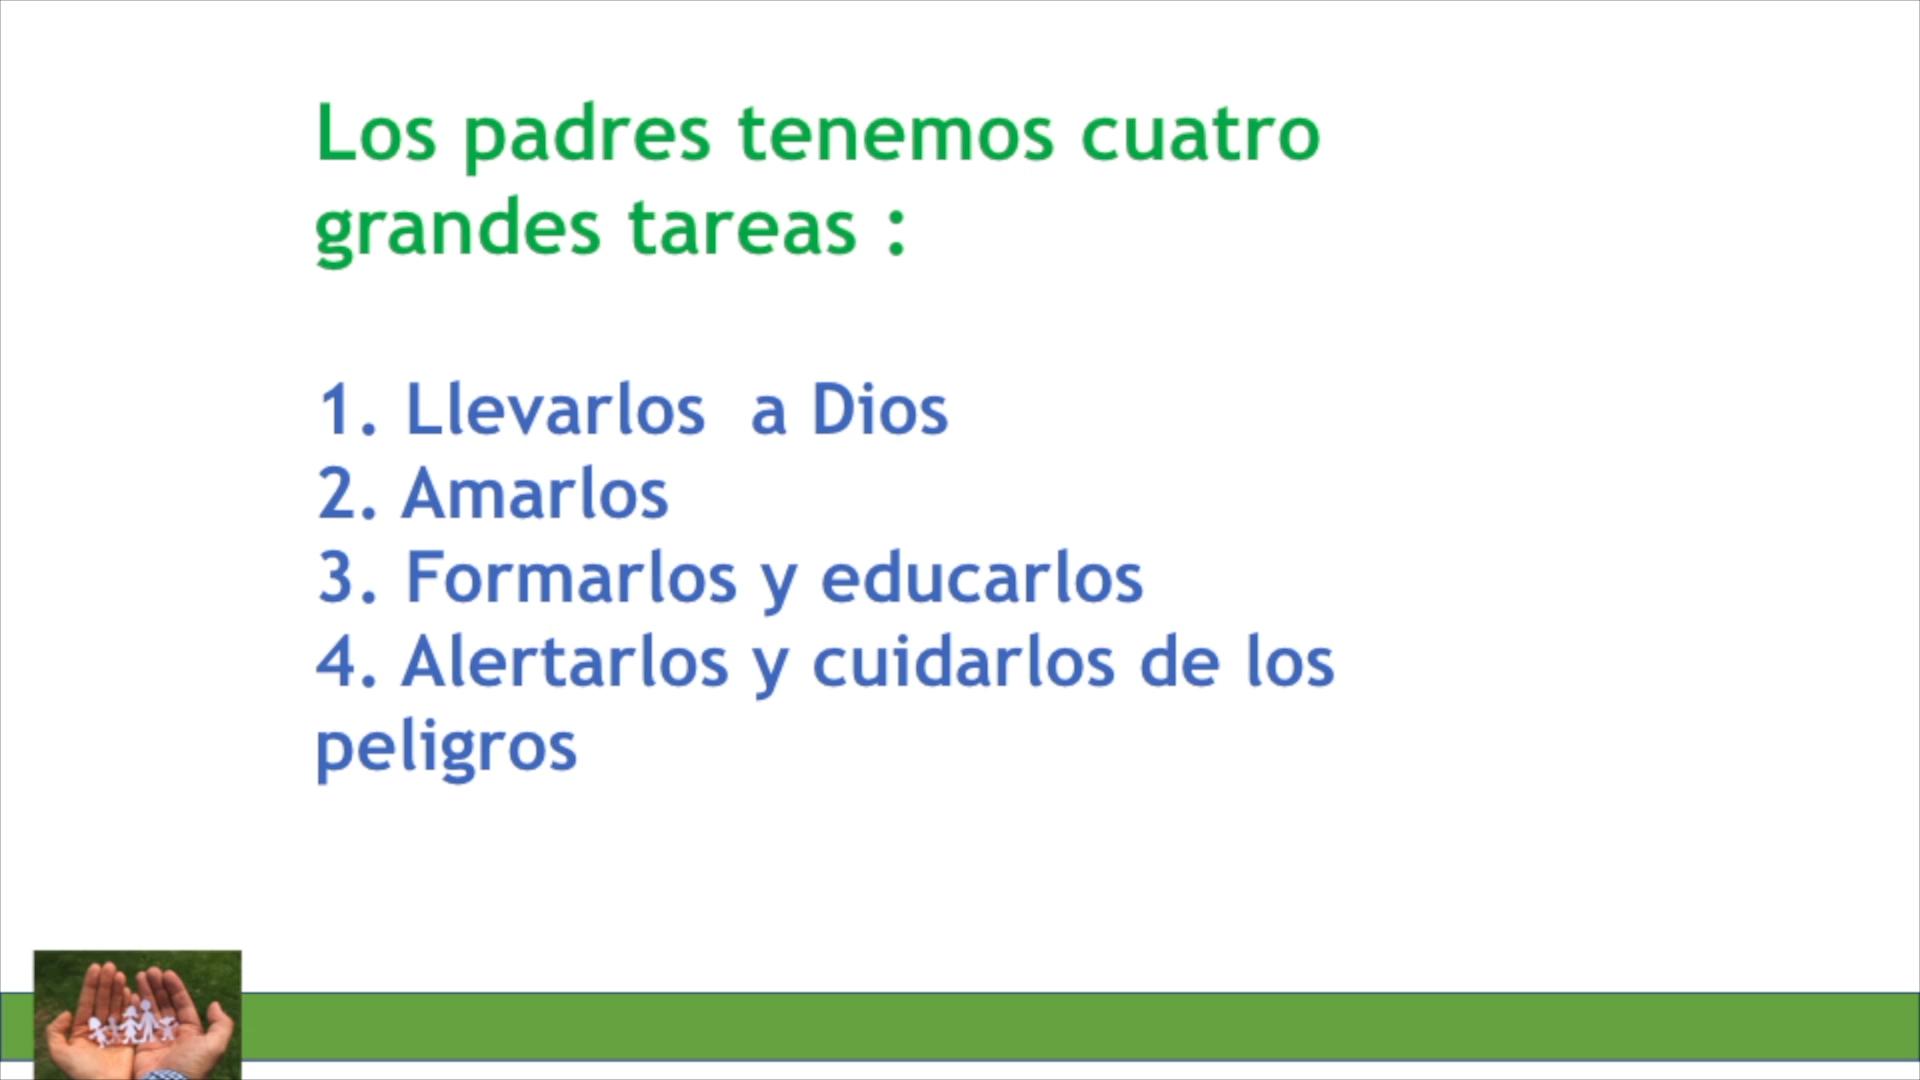 Los padres tenemos cuatro
grandes tareas :
1. Llevarlos  a Dios
2. Amarlos
3. Formarlos y educarlos
4. Alertarlos y cuidarlos de los
peligros